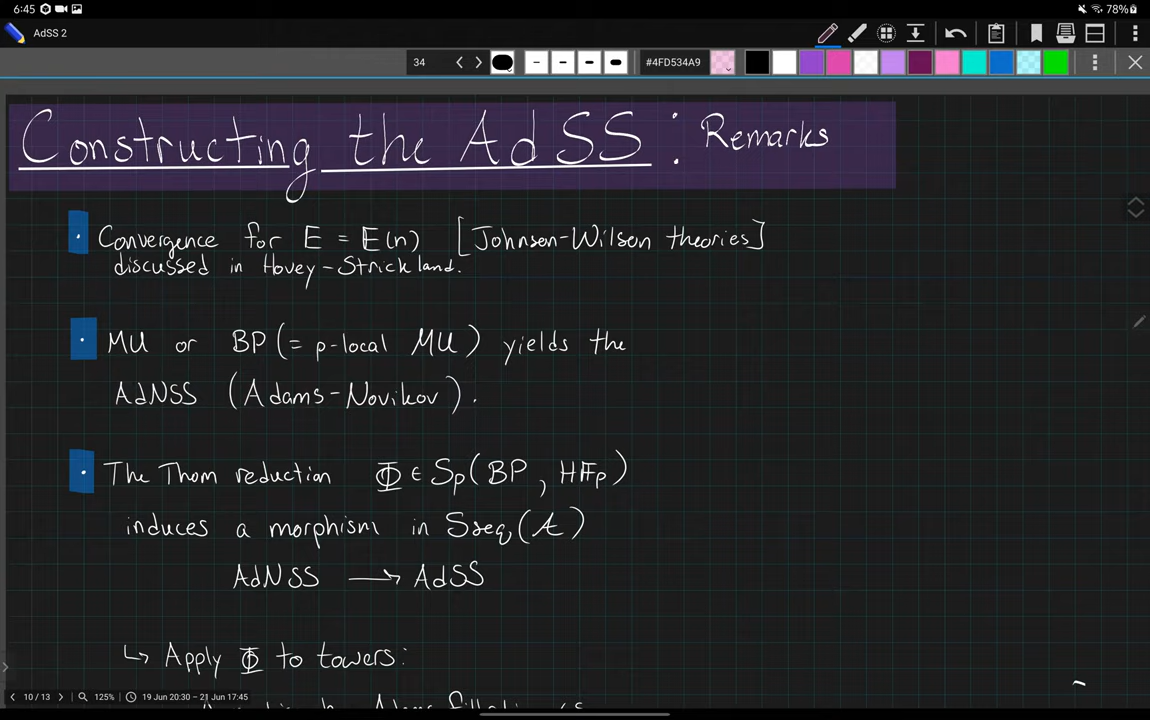 6:45
78%
AdSS 2
34
#4FD534A9
Constructing the AdSS : Remarks
· Convergence for E = E(n) [Johnson-Wilson theories]
discussed in Hovey-Strickland.
· MU or BP (= p-local MU) yields the
AdNSS (Adams-Novikov).
· The Thom reduction Φ ∈ Sp(BP, HFp)
induces a morphism in Sseq(A)
AdNSS → AdSS
↳ Apply Φ to towers:
10 / 13 125% 19 Jun 20:30 – 21 Jun 17:45